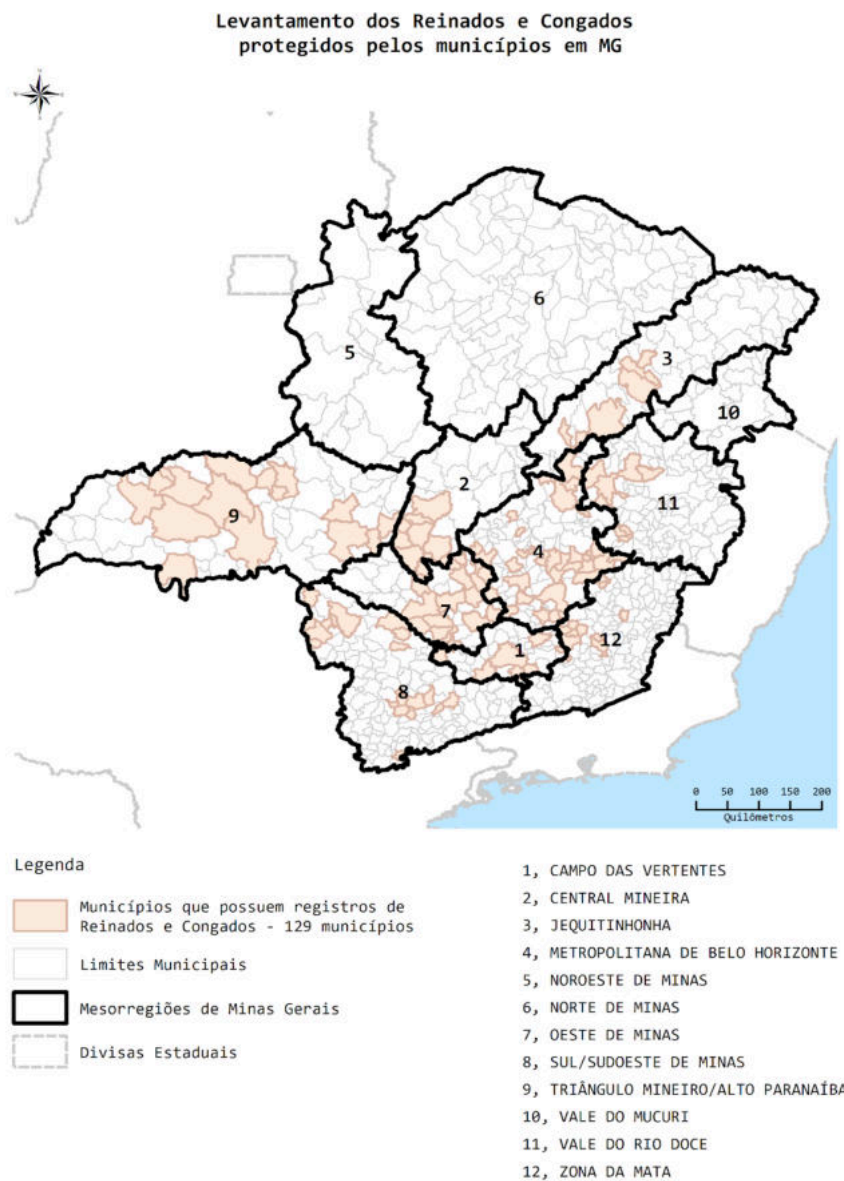 Levantamento dos Reinados e Congados
protegidos pelos municípios em MG
6
5
3
10
2
9
11
4
7
1
12
8
0 50 100 150 200
Quilômetros
Legenda
Municípios que possuem registros de
Reinados e Congados - 129 municípios
Limites Municipais
Mesorregiões de Minas Gerais
Divisas Estaduais
1, CAMPO DAS VERTENTES
2, CENTRAL MINEIRA
3, JEQUITINHONHA
4, METROPOLITANA DE BELO HORIZONTE
5, NOROESTE DE MINAS
6, NORTE DE MINAS
7, OESTE DE MINAS
8, SUL/SUDOESTE DE MINAS
9, TRIÂNGULO MINEIRO/ALTO PARANAÍBA
10, VALE DO MUCURI
11, VALE DO RIO DOCE
12, ZONA DA MATA